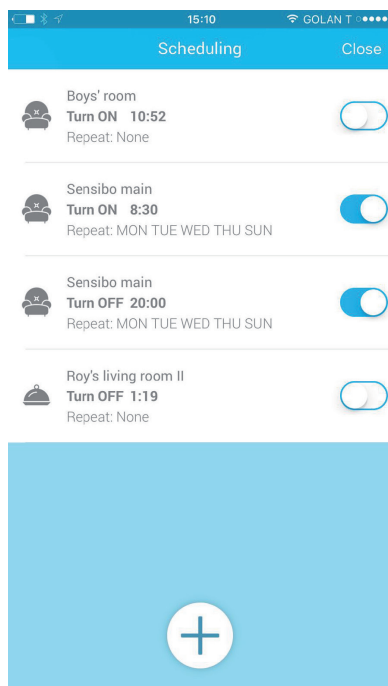 15:10 GOLAN T
Scheduling Close
Boys' room
Turn ON 10:52
Repeat: None
Sensibo main
Turn ON 8:30
Repeat: MON TUE WED THU SUN
Sensibo main
Turn OFF 20:00
Repeat: MON TUE WED THU SUN
Roy's living room II
Turn OFF 1:19
Repeat: None